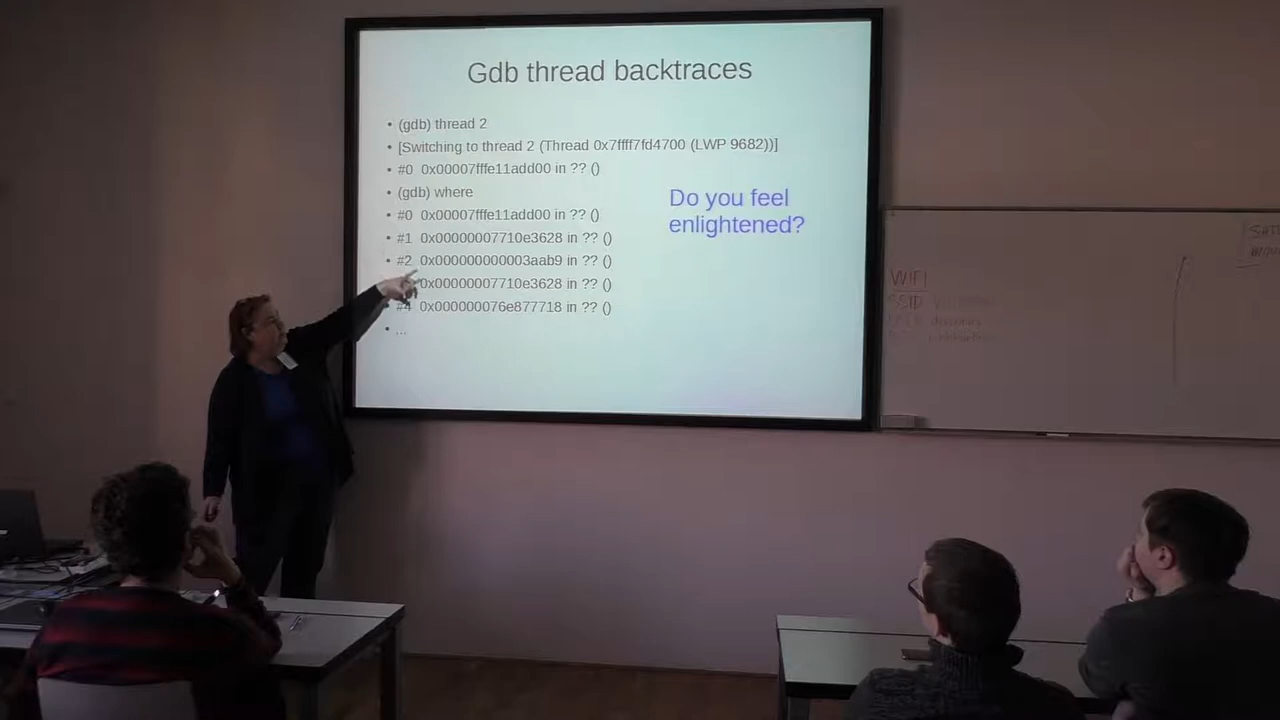 Gdb thread backtraces
• (gdb) thread 2
• [Switching to thread 2 (Thread 0x7ffff7fd4700 (LWP 9682))]
• #0 0x00007fffe11add00 in ?? ()
• (gdb) where
• #0 0x00007fffe11add00 in ?? ()
• #1 0x00000007710e3628 in ?? ()
• #2 0x000000000003aab9 in ?? ()
0x00000007710e3628 in ?? ()
• #4 0x000000076e877718 in ?? ()
• ...
Do you feel
enlightened?
WIFI
SSID